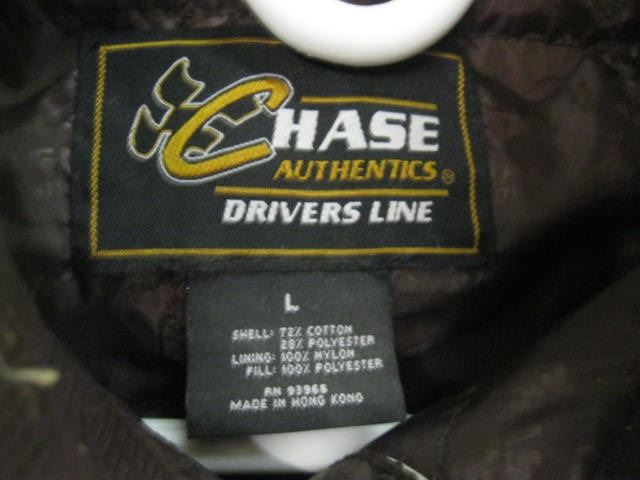 CHASE
AUTHENTICS®
DRIVERS LINE
L
SHELL: 72% COTTON
28% POLYESTER
LINING: 100% NYLON
FILL: 100% POLYESTER
RN 93965
MADE IN HONG KONG